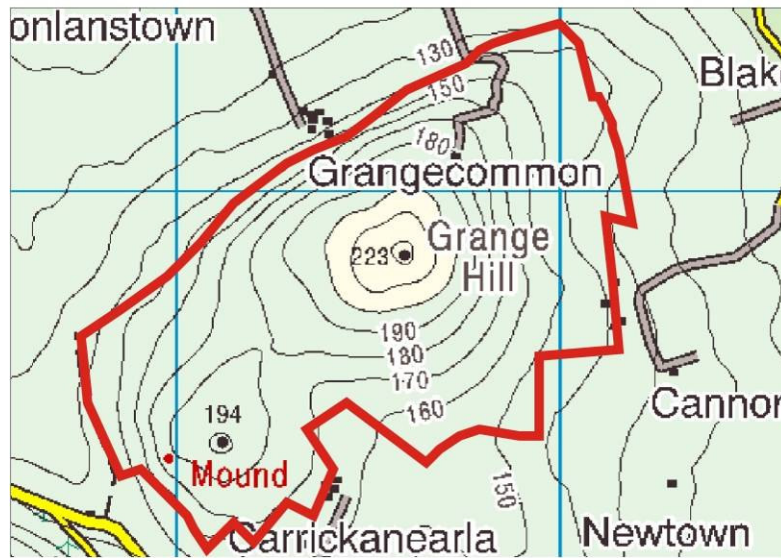 onlanstown
130
150
Blak
180
Grangecommon
Grange
223
Hill
190
180
170
160
194
Cannor
Mound
150
Carrickanearla
Newtown